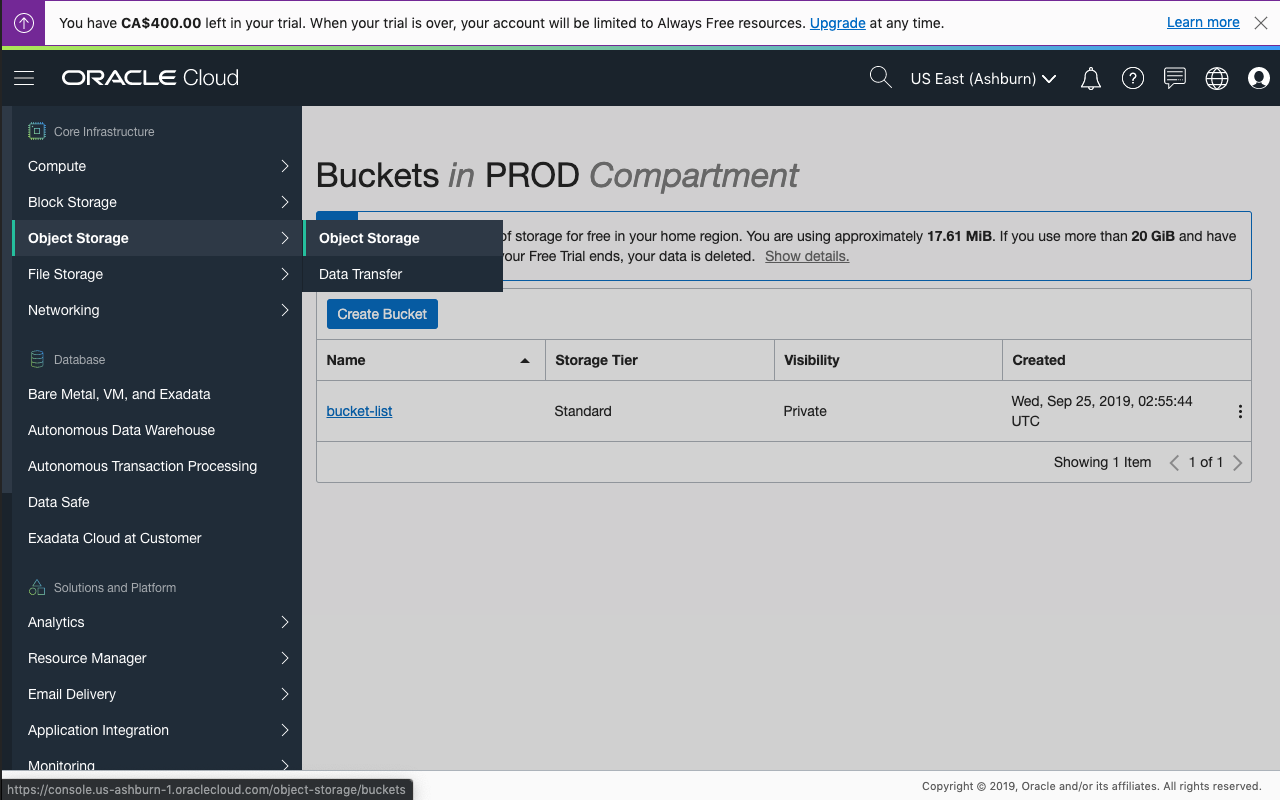 You have CA$400.00 left in your trial. When your trial is over, your account will be limited to Always Free resources. Upgrade at any time.
Learn more
ORACLE Cloud
US East (Ashburn)
Core Infrastructure
Compute
Block Storage
Object Storage
File Storage
Networking
Database
Bare Metal, VM, and Exadata
Autonomous Data Warehouse
Autonomous Transaction Processing
Data Safe
Exadata Cloud at Customer
Solutions and Platform
Analytics
Resource Manager
Email Delivery
Application Integration
Monitoring
Object Storage
Data Transfer
Buckets in PROD Compartment
of storage for free in your home region. You are using approximately 17.61 MiB. If you use more than 20 GiB and have
your Free Trial ends, your data is deleted. Show details.
Create Bucket
Name
Storage Tier
Visibility
Created
bucket-list
Standard
Private
Wed, Sep 25, 2019, 02:55:44
UTC
Showing 1 Item
1 of 1
https://console.us-ashburn-1.oraclecloud.com/object-storage/buckets
Copyright © 2019, Oracle and/or its affiliates. All rights reserved.